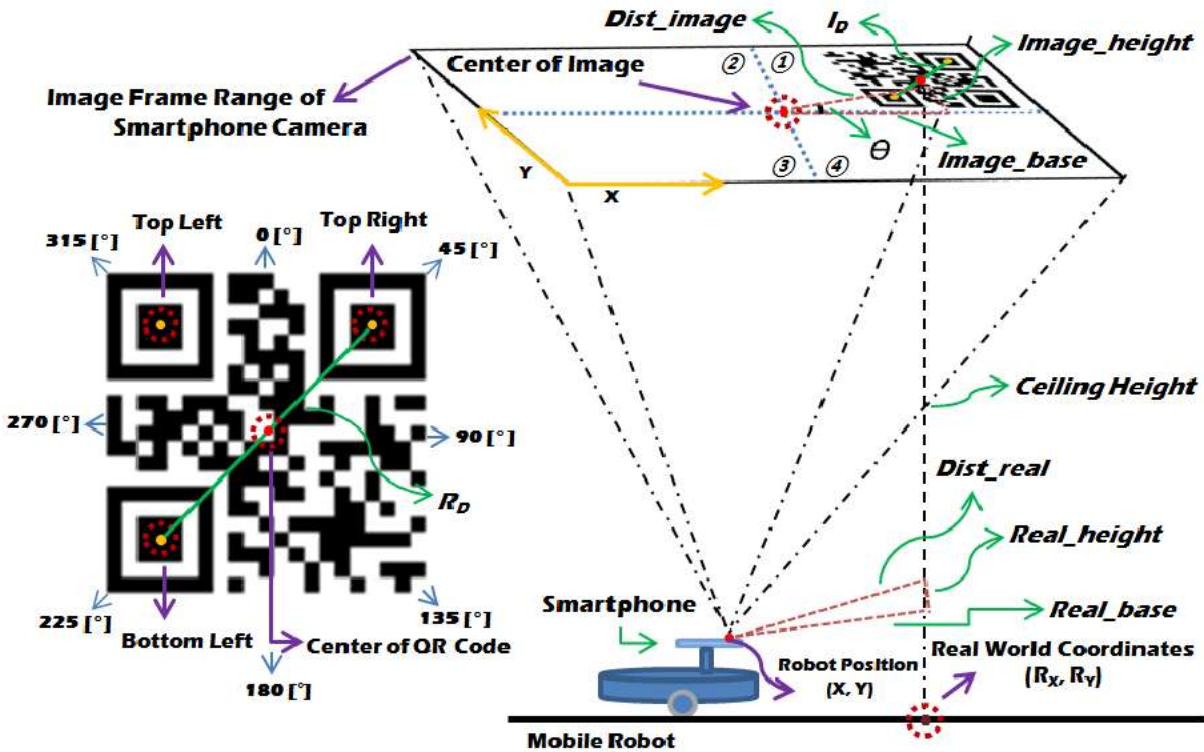 Dist_image
I_D
Image_height
Center of Image
② ①
Image Frame Range of
Smartphone Camera
Θ
Image_base
③ ④
Y
X
Top Left
Top Right
315 [°]
0 [°]
45 [°]
Ceiling Height
270 [°]
90 [°]
Dist_real
R_D
Real_height
Smartphone
Real_base
225 [°]
135 [°]
Bottom Left
Center of QR Code
Robot Position
(X, Y)
Real World Coordinates
(R_X, R_Y)
180 [°]
Mobile Robot